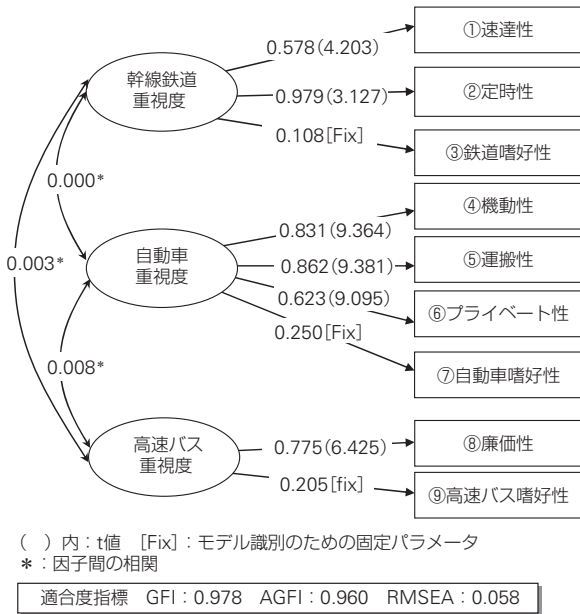 幹線鉄道
重視度
0.578(4.203)
①速達性
0.979(3.127)
②定時性
0.108[Fix]
③鉄道嗜好性
0.000*
0.003*
自動車
重視度
0.831(9.364)
④機動性
0.862(9.381)
⑤運搬性
0.623(9.095)
⑥プライベート性
0.250[Fix]
⑦自動車嗜好性
0.008*
高速バス
重視度
0.775(6.425)
⑧廉価性
0.205[fix]
⑨高速バス嗜好性
(　)内：t値　[Fix]：モデル識別のための固定パラメータ
＊：因子間の相関
適合度指標　GFI：0.978　AGFI：0.960　RMSEA：0.058